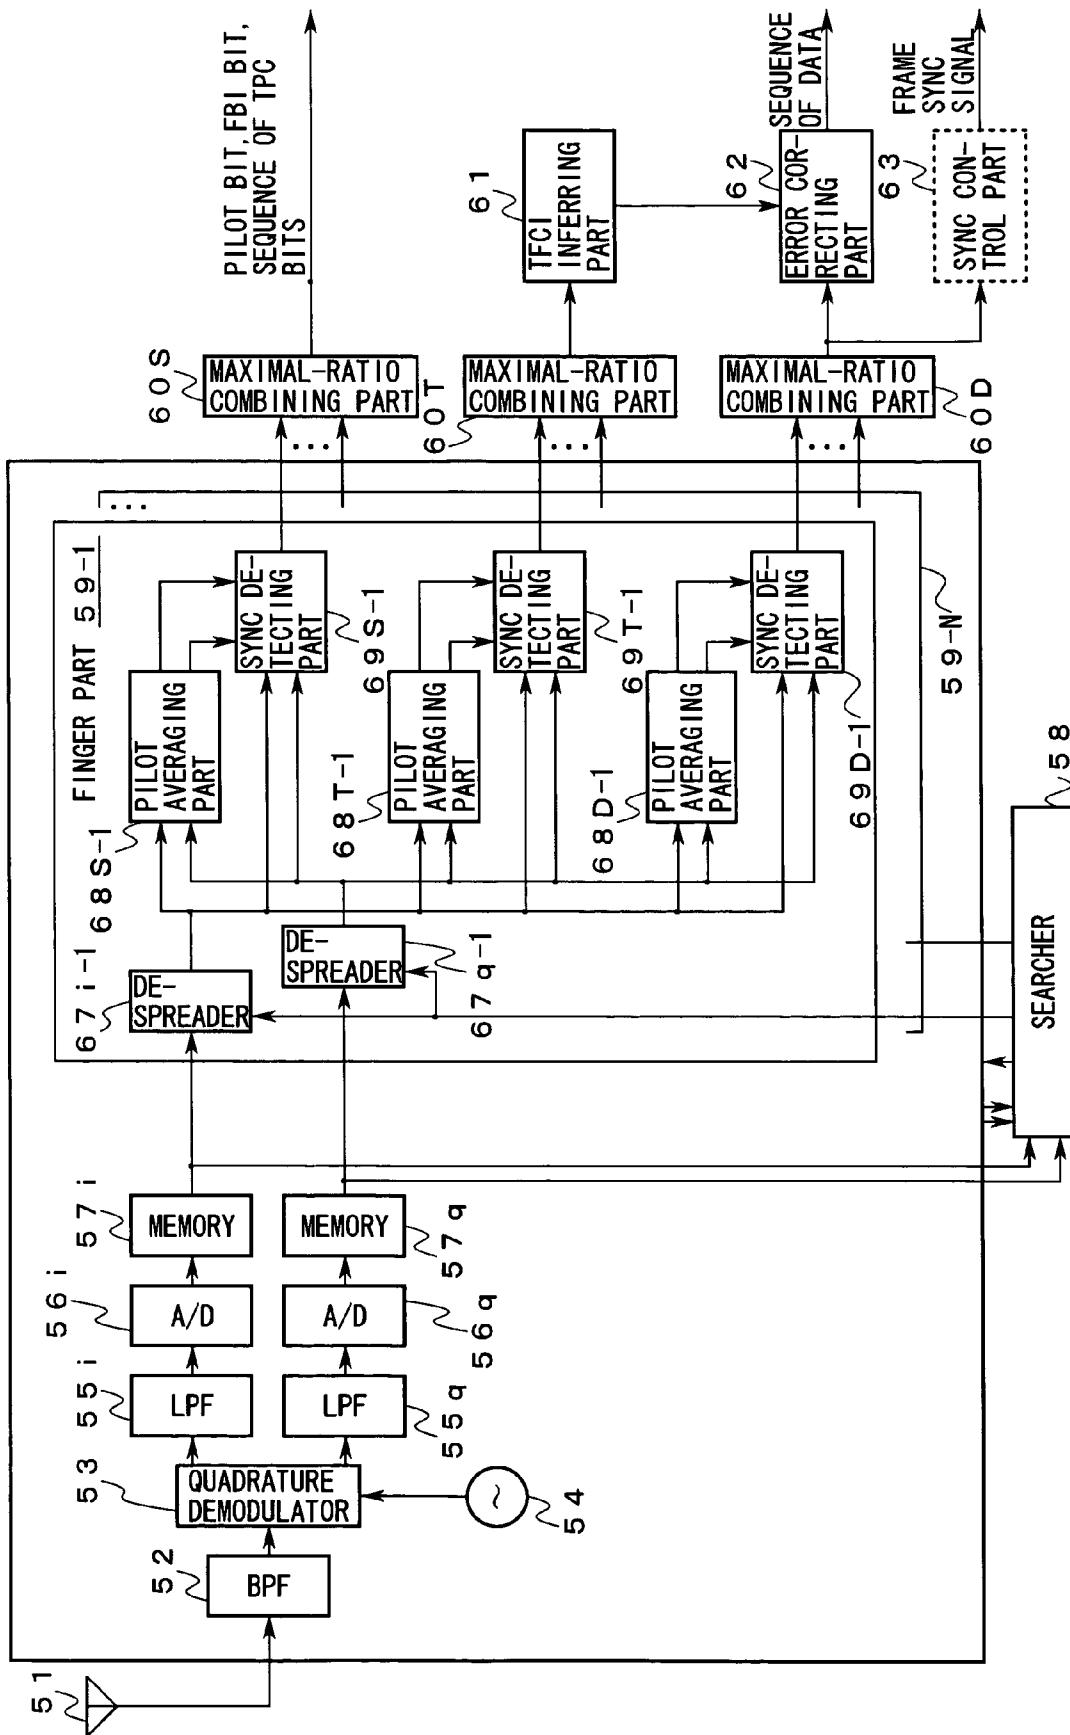 51
52
BPF
53
QUADRATURE
DEMODULATOR
54
~
55i
LPF
55q
LPF
56i
A/D
56q
A/D
57i
MEMORY
57q
MEMORY
FINGER PART 59-1
...
67i-1
DE-
SPREADER
67q-1
DE-
SPREADER
68S-1
PILOT
AVERAGING
PART
69S-1
SYNC DE-
TECTING
PART
68T-1
PILOT
AVERAGING
PART
69T-1
SYNC DE-
TECTING
PART
68D-1
PILOT
AVERAGING
PART
69D-1
SYNC DE-
TECTING
PART
59-N
58
SEARCHER
60S
MAXIMAL-RATIO
COMBINING PART
...
60T
MAXIMAL-RATIO
COMBINING PART
...
60D
MAXIMAL-RATIO
COMBINING PART
...
PILOT BIT, FBI BIT,
SEQUENCE OF TPC
BITS
61
TFCI
INFERRING
PART
62
ERROR COR-
RECTING
PART
SEQUENCE
OF DATA
63
SYNC CON-
TROL PART
FRAME
SYNC
SIGNAL